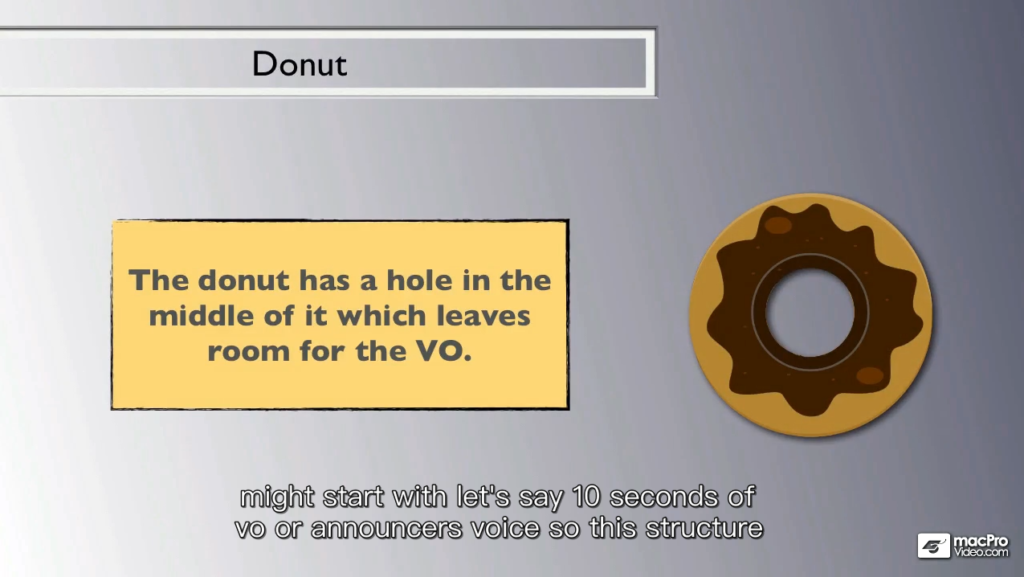 Donut
The donut has a hole in the
middle of it which leaves
room for the VO.
might start with let's say 10 seconds of
vo or announcers voice so this structure
macPro
Video.com